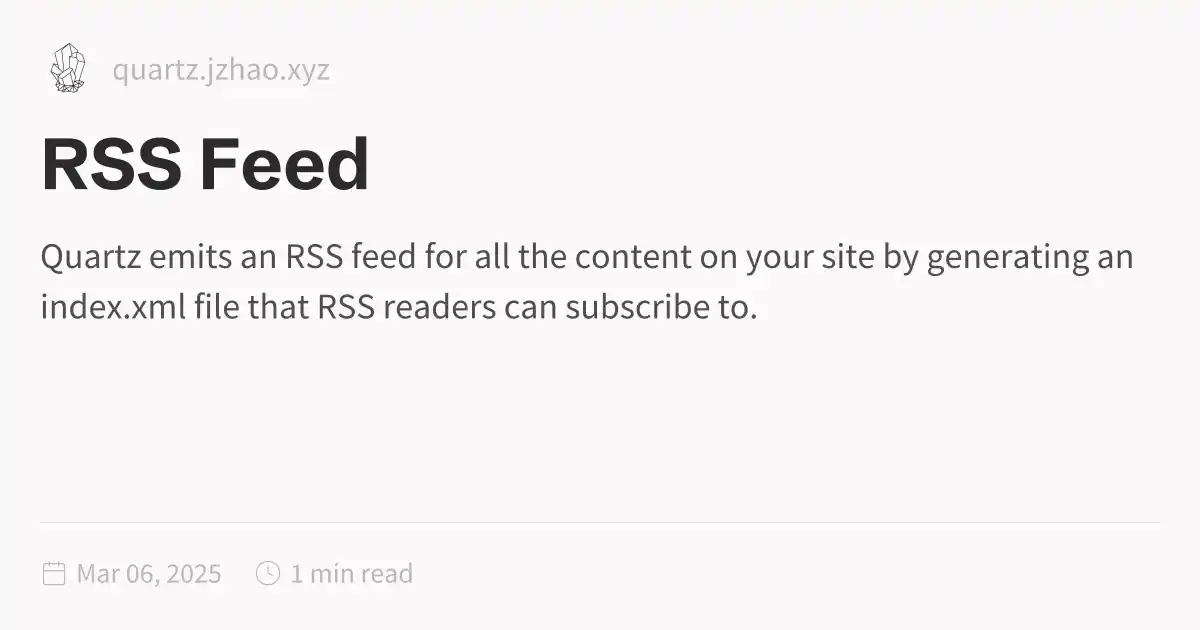 quartz.jzhao.xyz
RSS Feed
Quartz emits an RSS feed for all the content on your site by generating an
index.xml file that RSS readers can subscribe to.
Mar 06, 2025 1 min read